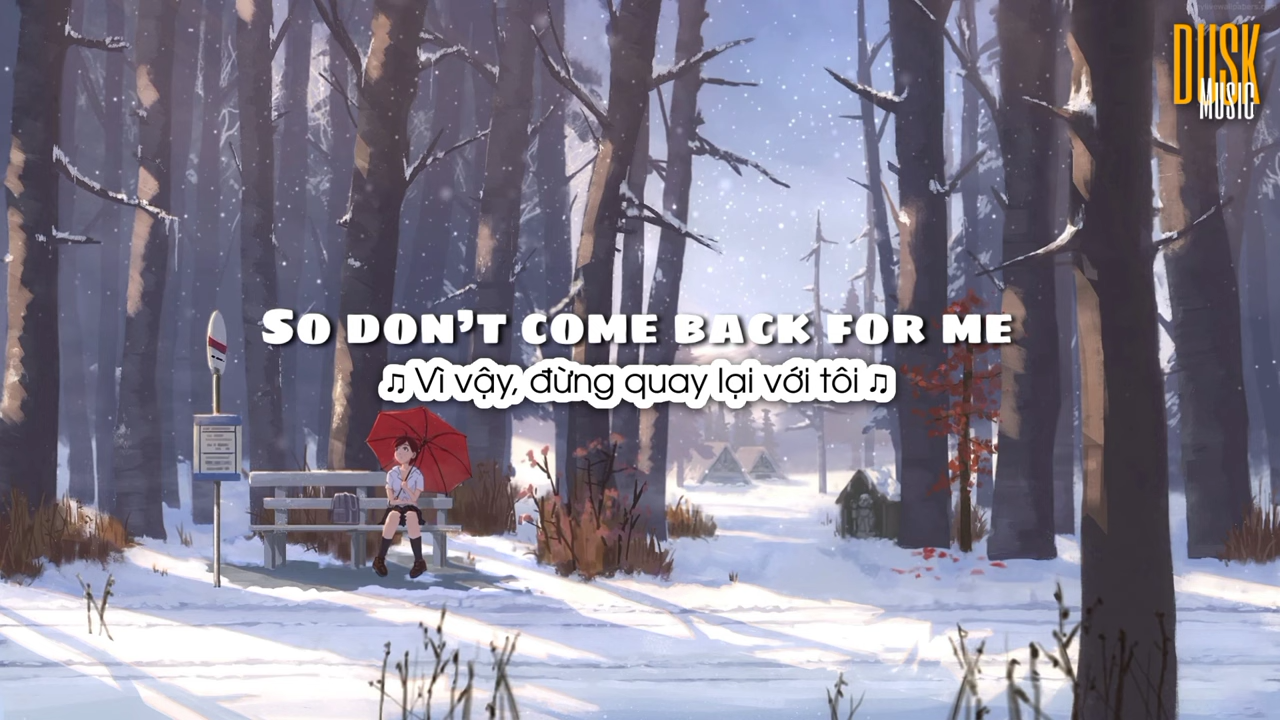 DUSK
MUSIC
So don't come back for me
♫ Vì vậy, đừng quay lại với tôi ♫